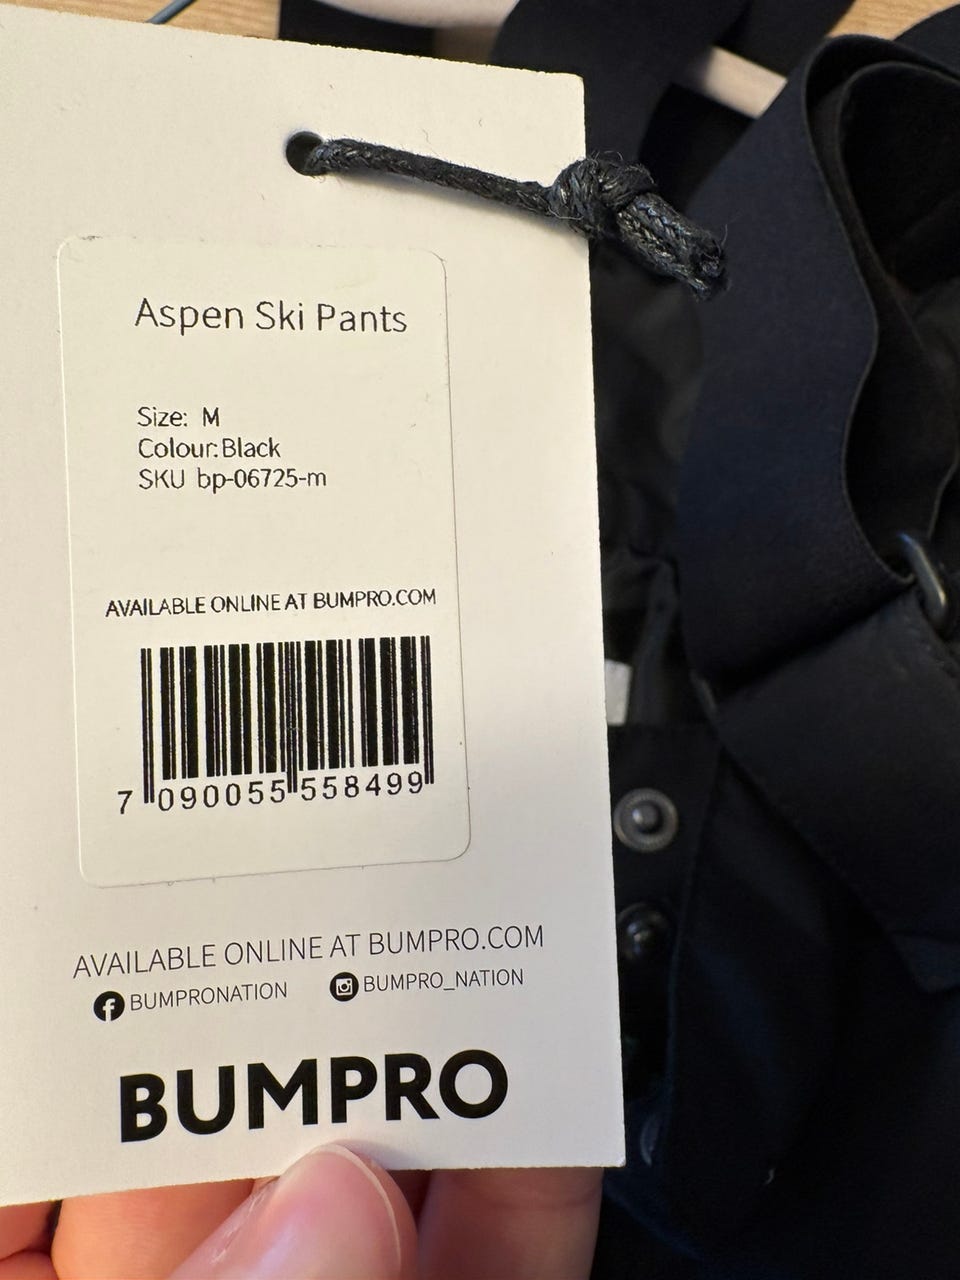 Aspen Ski Pants
Size: M
Colour:Black
SKU bp-06725-m
AVAILABLE ONLINE AT BUMPRO.COM
7 090055 558499
AVAILABLE ONLINE AT BUMPRO.COM
BUMPRONATION BUMPRO_NATION
BUMPRO